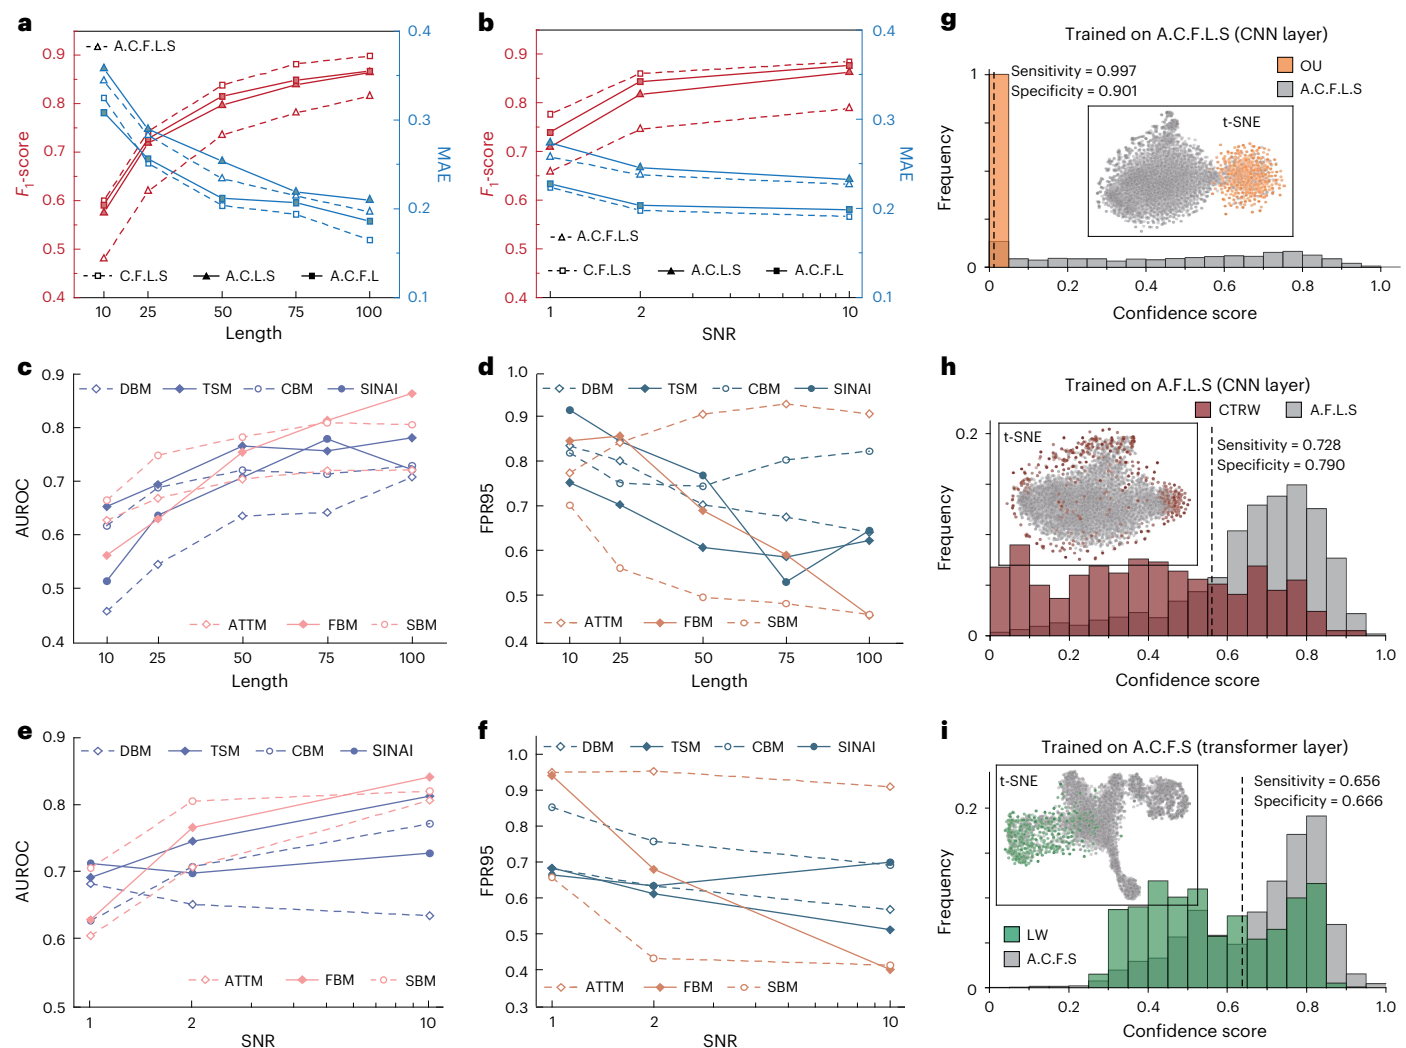 a
A.C.F.L.S
0.9
0.8
0.7
0.6
0.5
0.4
F1-score
0.4
0.3
0.2
0.1
MAE
C.F.L.S
A.C.L.S
A.C.F.L
10
25
50
75
100
Length
b
0.9
0.8
0.7
0.6
0.5
0.4
F1-score
0.4
0.3
0.2
0.1
MAE
A.C.F.L.S
C.F.L.S
A.C.L.S
A.C.F.L
1
2
10
SNR
g
Trained on A.C.F.L.S (CNN layer)
Sensitivity = 0.997
Specificity = 0.901
OU
A.C.F.L.S
t-SNE
1
0
Frequency
0
0.2
0.4
0.6
0.8
1.0
Confidence score
c
DBM
TSM
CBM
SINAI
0.9
0.8
0.7
0.6
0.5
0.4
AUROC
ATTM
FBM
SBM
10
25
50
75
100
Length
d
DBM
TSM
CBM
SINAI
1.0
0.9
0.8
0.7
0.6
0.5
0.4
FPR95
ATTM
FBM
SBM
10
25
50
75
100
Length
h
Trained on A.F.L.S (CNN layer)
CTRW
A.F.L.S
t-SNE
Sensitivity = 0.728
Specificity = 0.790
0.2
0
Frequency
0
0.2
0.4
0.6
0.8
1.0
Confidence score
e
DBM
TSM
CBM
SINAI
0.9
0.8
0.7
0.6
0.5
AUROC
ATTM
FBM
SBM
1
2
10
SNR
f
DBM
TSM
CBM
SINAI
1.0
0.9
0.8
0.7
0.6
0.5
0.4
0.3
FPR95
ATTM
FBM
SBM
1
2
10
SNR
i
Trained on A.C.F.S (transformer layer)
t-SNE
Sensitivity = 0.656
Specificity = 0.666
LW
A.C.F.S
0.2
0
Frequency
0
0.2
0.4
0.6
0.8
1.0
Confidence score